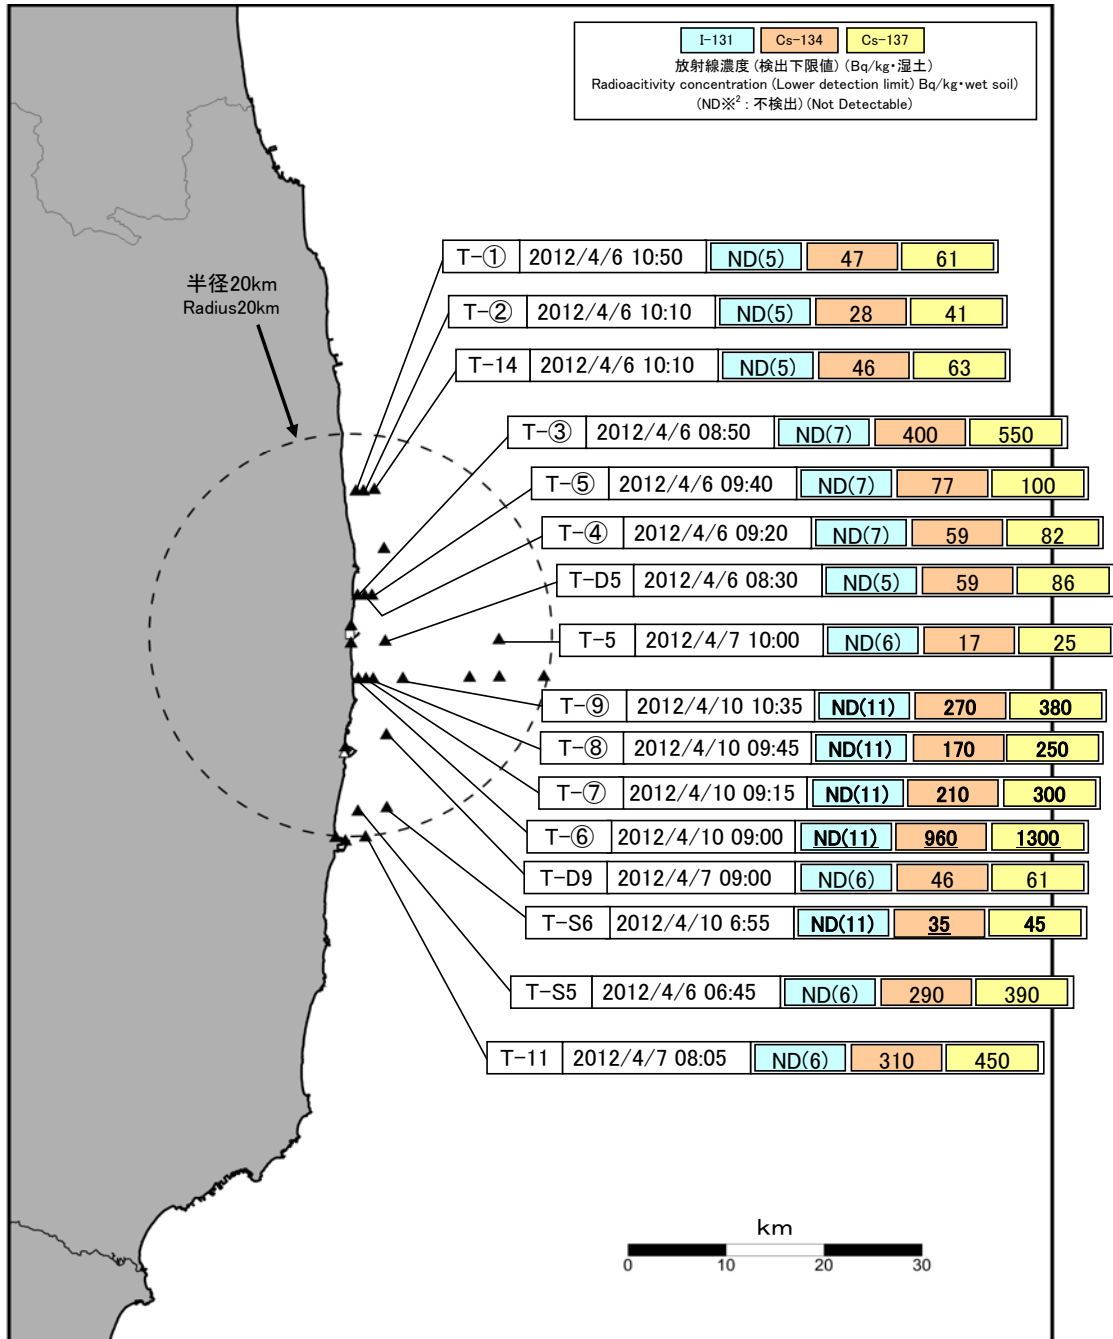 I-131 Cs-134 Cs-137
放射線濃度 (検出下限値) (Bq/kg・湿土)
Radioacitivity concentration (Lower detection limit) Bq/kg・wet soil)
(ND※2 : 不検出) (Not Detectable)
T-① 2012/4/6 10:50 ND(5) 47 61
半径20km
Radius20km
T-② 2012/4/6 10:10 ND(5) 28 41
T-14 2012/4/6 10:10 ND(5) 46 63
T-③ 2012/4/6 08:50 ND(7) 400 550
T-⑤ 2012/4/6 09:40 ND(7) 77 100
T-④ 2012/4/6 09:20 ND(7) 59 82
T-D5 2012/4/6 08:30 ND(5) 59 86
T-5 2012/4/7 10:00 ND(6) 17 25
T-⑨ 2012/4/10 10:35 ND(11) 270 380
T-⑧ 2012/4/10 09:45 ND(11) 170 250
T-⑦ 2012/4/10 09:15 ND(11) 210 300
T-⑥ 2012/4/10 09:00 ND(11) 960 1300
T-D9 2012/4/7 09:00 ND(6) 46 61
T-S6 2012/4/10 6:55 ND(11) 35 45
T-S5 2012/4/6 06:45 ND(6) 290 390
T-11 2012/4/7 08:05 ND(6) 310 450
km
0 10 20 30